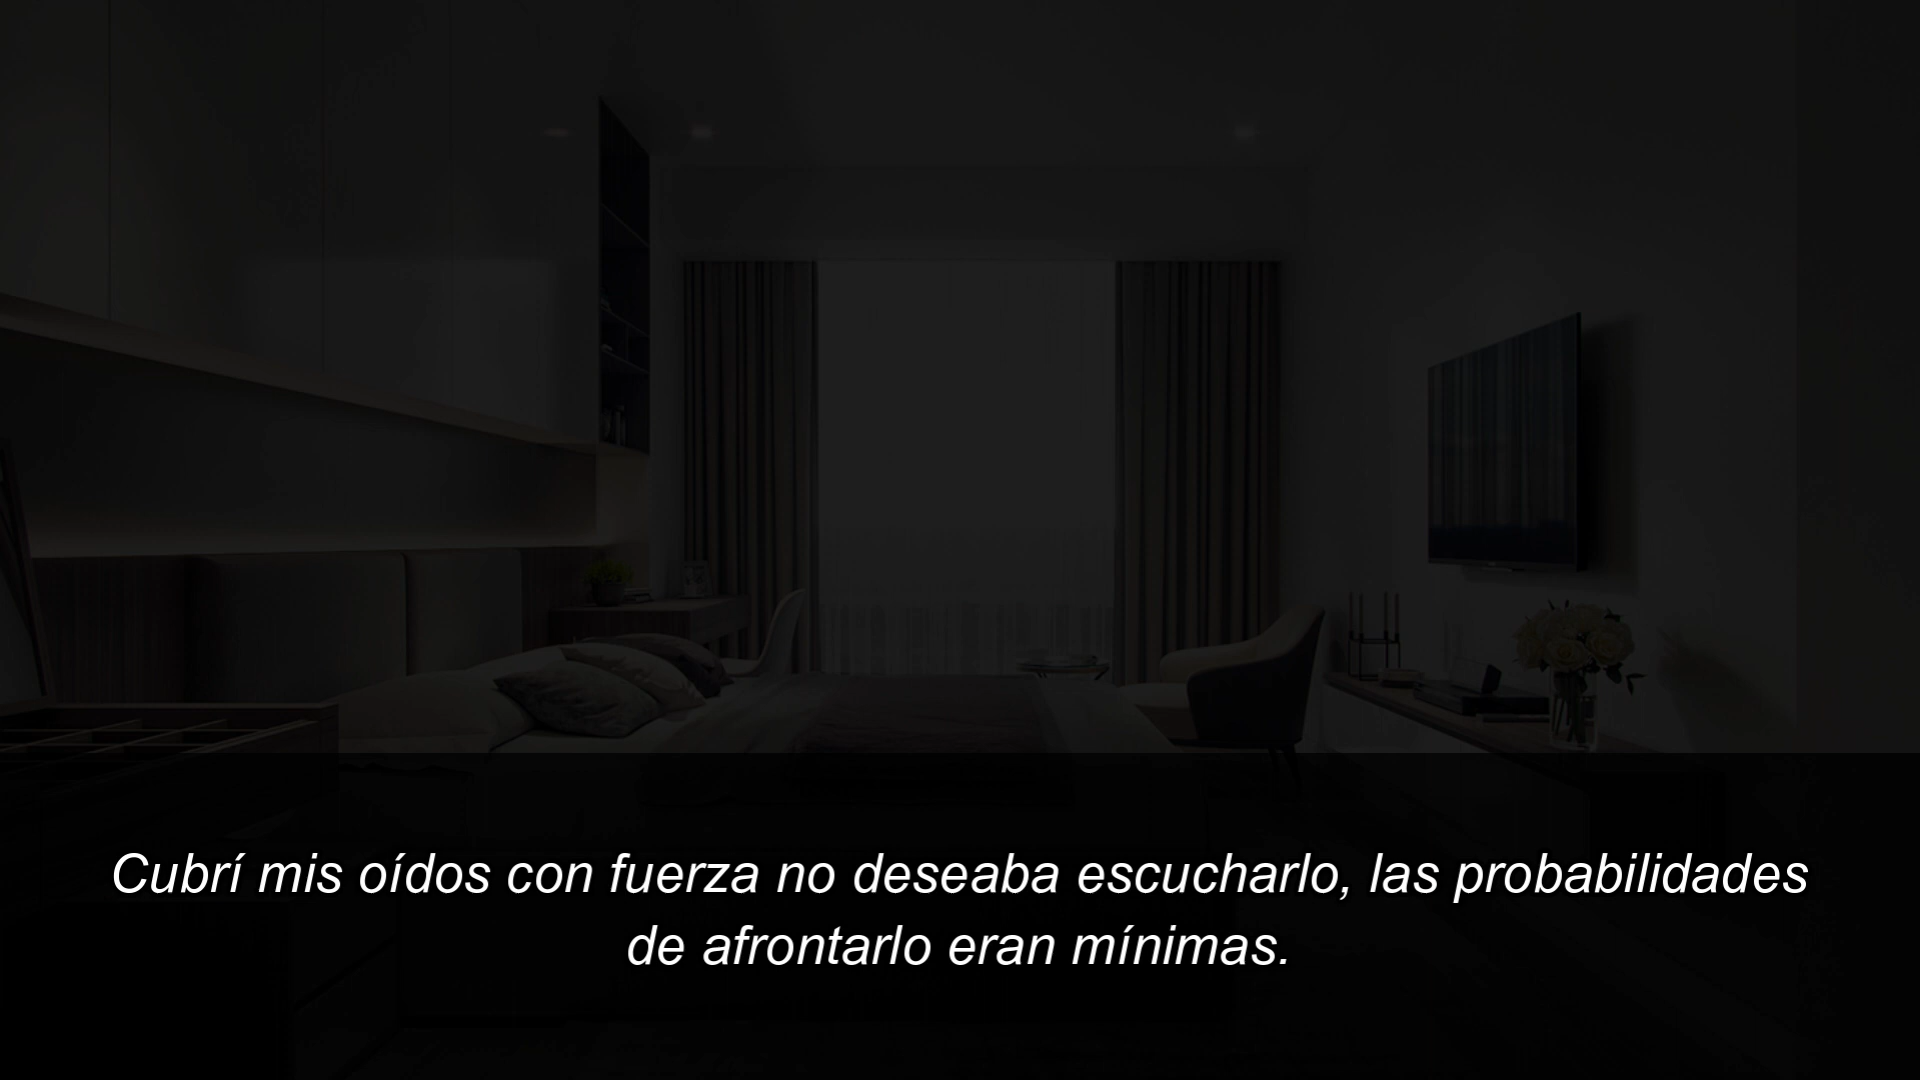 Cubrí mis oídos con fuerza no deseaba escucharlo, las probabilidades
de afrontarlo eran mínimas.